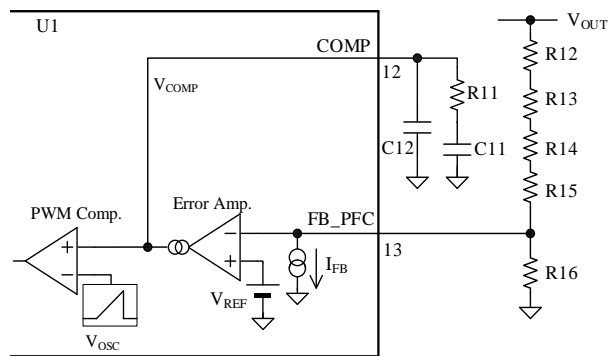 U1
V_OUT
COMP
12
R12
V_COMP
R11
R13
C12
C11
R14
R15
PWM Comp.
Error Amp.
FB_PFC
13
I_FB
R16
V_REF
V_OSC